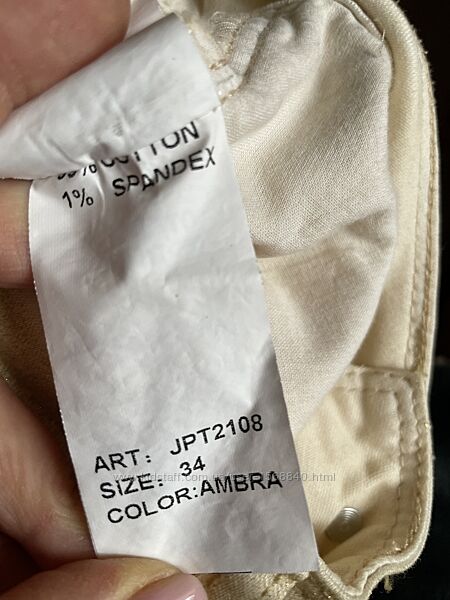 COTTON
1% SPANDEX
ART: JPT2108
SIZE: 34
COLOR:AMBRA